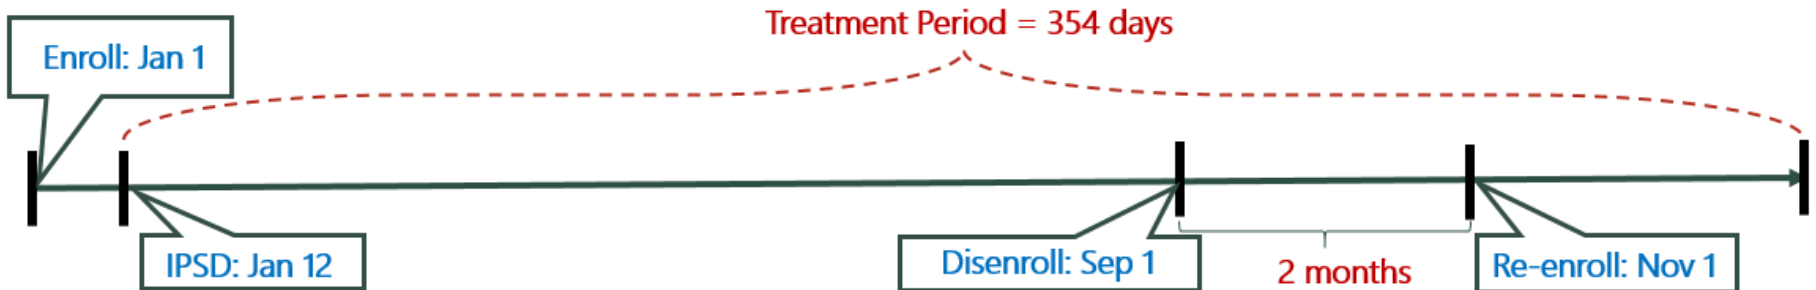 Treatment Period = 354 days
Enroll: Jan 1
IPSD: Jan 12
Disenroll: Sep 1
2 months
Re-enroll: Nov 1